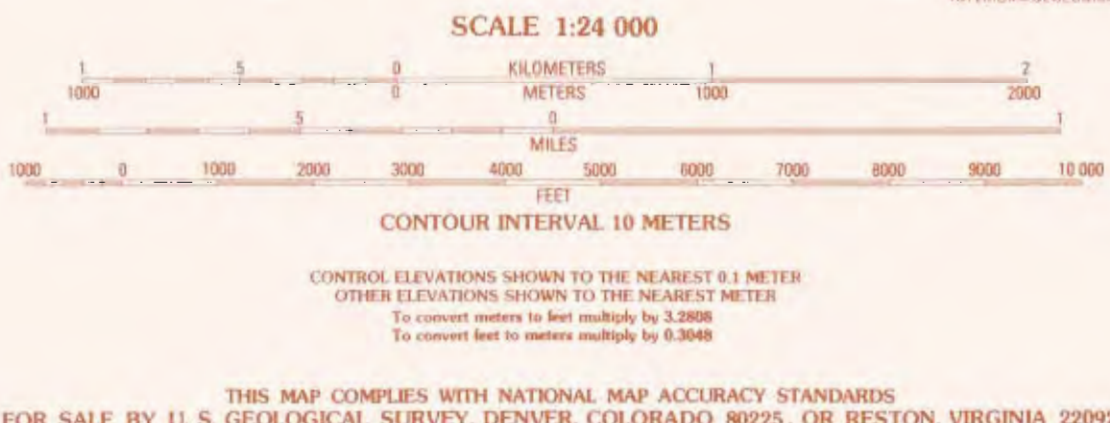 SCALE 1:24 000
1 .5 0 KILOMETERS 1 2
1000 0 METERS 1000 2000
1 .5 0 1
MILES
1000 0 1000 2000 3000 4000 5000 6000 7000 8000 9000 10 000
FEET
CONTOUR INTERVAL 10 METERS
CONTROL ELEVATIONS SHOWN TO THE NEAREST 0.1 METER
OTHER ELEVATIONS SHOWN TO THE NEAREST METER
To convert meters to feet multiply by 3.2808
To convert feet to meters multiply by 0.3048
THIS MAP COMPLIES WITH NATIONAL MAP ACCURACY STANDARDS
FOR SALE BY U. S. GEOLOGICAL SURVEY, DENVER, COLORADO 80225, OR RESTON, VIRGINIA 22092